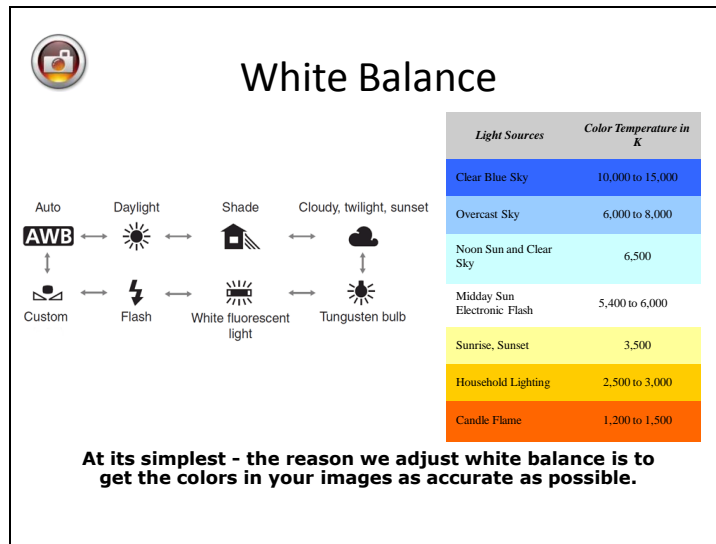 White Balance
Auto
Daylight
Shade
Cloudy, twilight, sunset
AWB
Custom
Flash
White fluorescent
light
Tungusten bulb
Light Sources
Color Temperature in
K
Clear Blue Sky
10,000 to 15,000
Overcast Sky
6,000 to 8,000
Noon Sun and Clear
Sky
6,500
Midday Sun
Electronic Flash
5,400 to 6,000
Sunrise, Sunset
3,500
Household Lighting
2,500 to 3,000
Candle Flame
1,200 to 1,500
At its simplest - the reason we adjust white balance is to
get the colors in your images as accurate as possible.